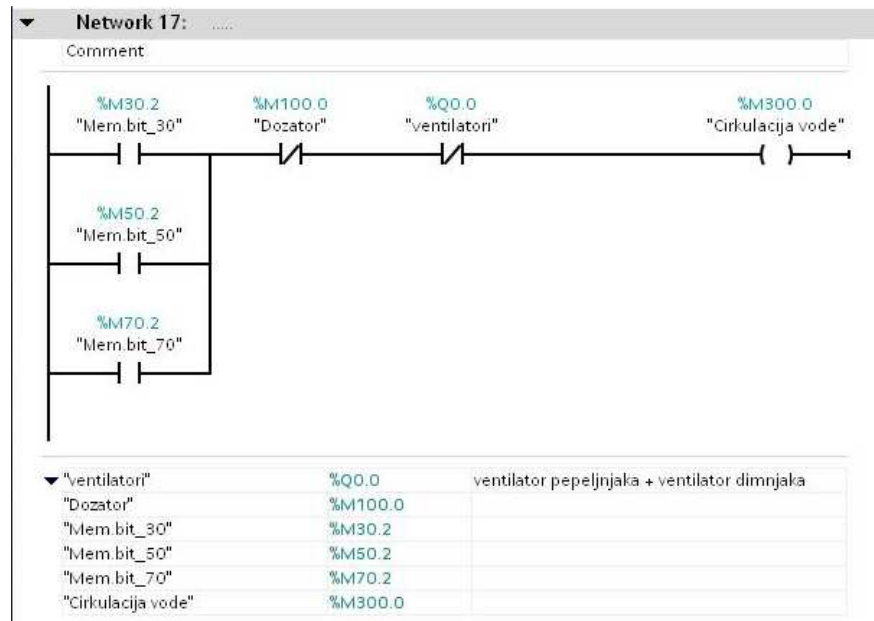 Network 17: .....
Comment
%M30.2 %M100.0 %Q0.0 %M300.0
"Mem.bit_30" "Dozator" "ventilatori" "Cirkulacija vode"
%M50.2
"Mem.bit_50"
%M70.2
"Mem.bit_70"
"ventilatori" %Q0.0 ventilator pepeljnjaka + ventilator dimnjaka
"Dozator" %M100.0
"Mem.bit_30" %M30.2
"Mem.bit_50" %M50.2
"Mem.bit_70" %M70.2
"Cirkulacija vode" %M300.0